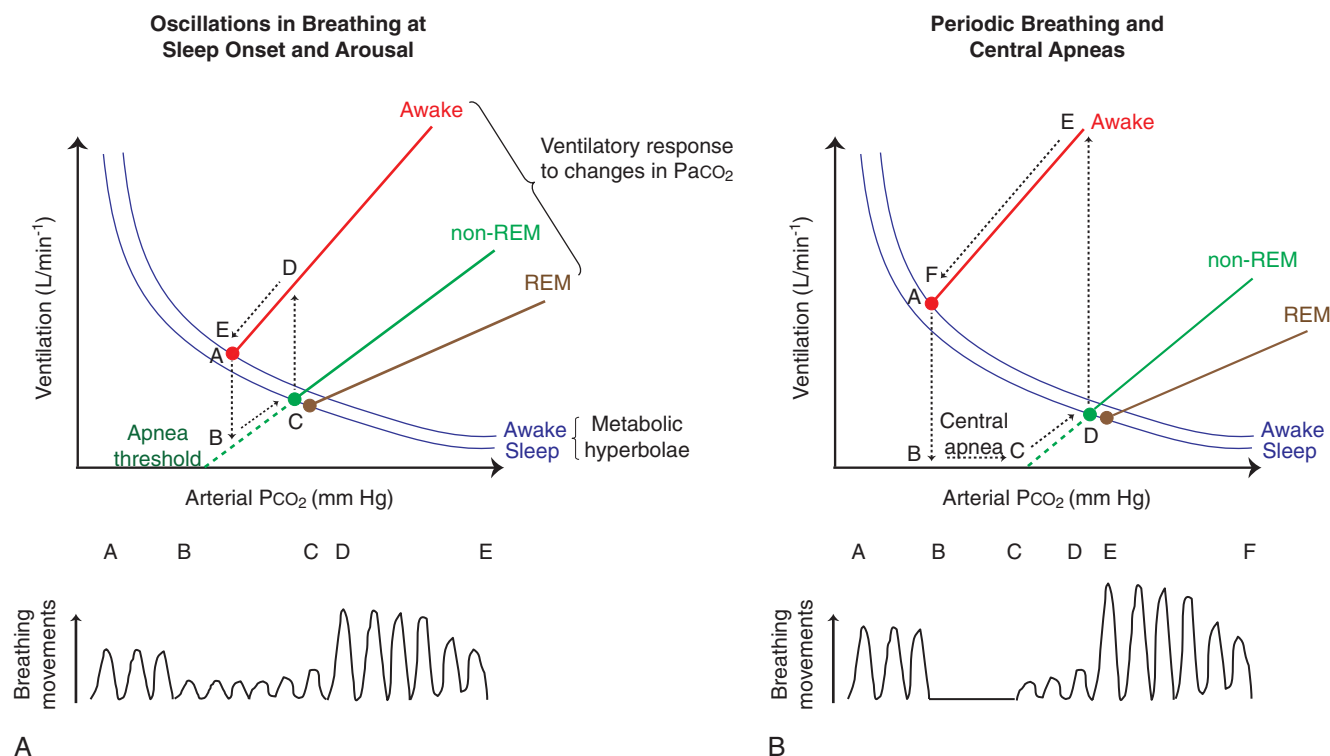 Oscillations in Breathing at
Sleep Onset and Arousal
Awake
Ventilatory response
to changes in PaCO2
non-REM
REM
D
E
A
B
C
Apnea
threshold
Awake
Sleep
Metabolic
hyperbolae
Ventilation (L/min-1)
Arterial PCO2 (mm Hg)
A B C D E
Breathing
movements
A
Periodic Breathing and
Central Apneas
E
Awake
non-REM
REM
F
A
B
Central
apnea
C
D
Awake
Sleep
Ventilation (L/min-1)
Arterial PCO2 (mm Hg)
A B C D E F
Breathing
movements
B